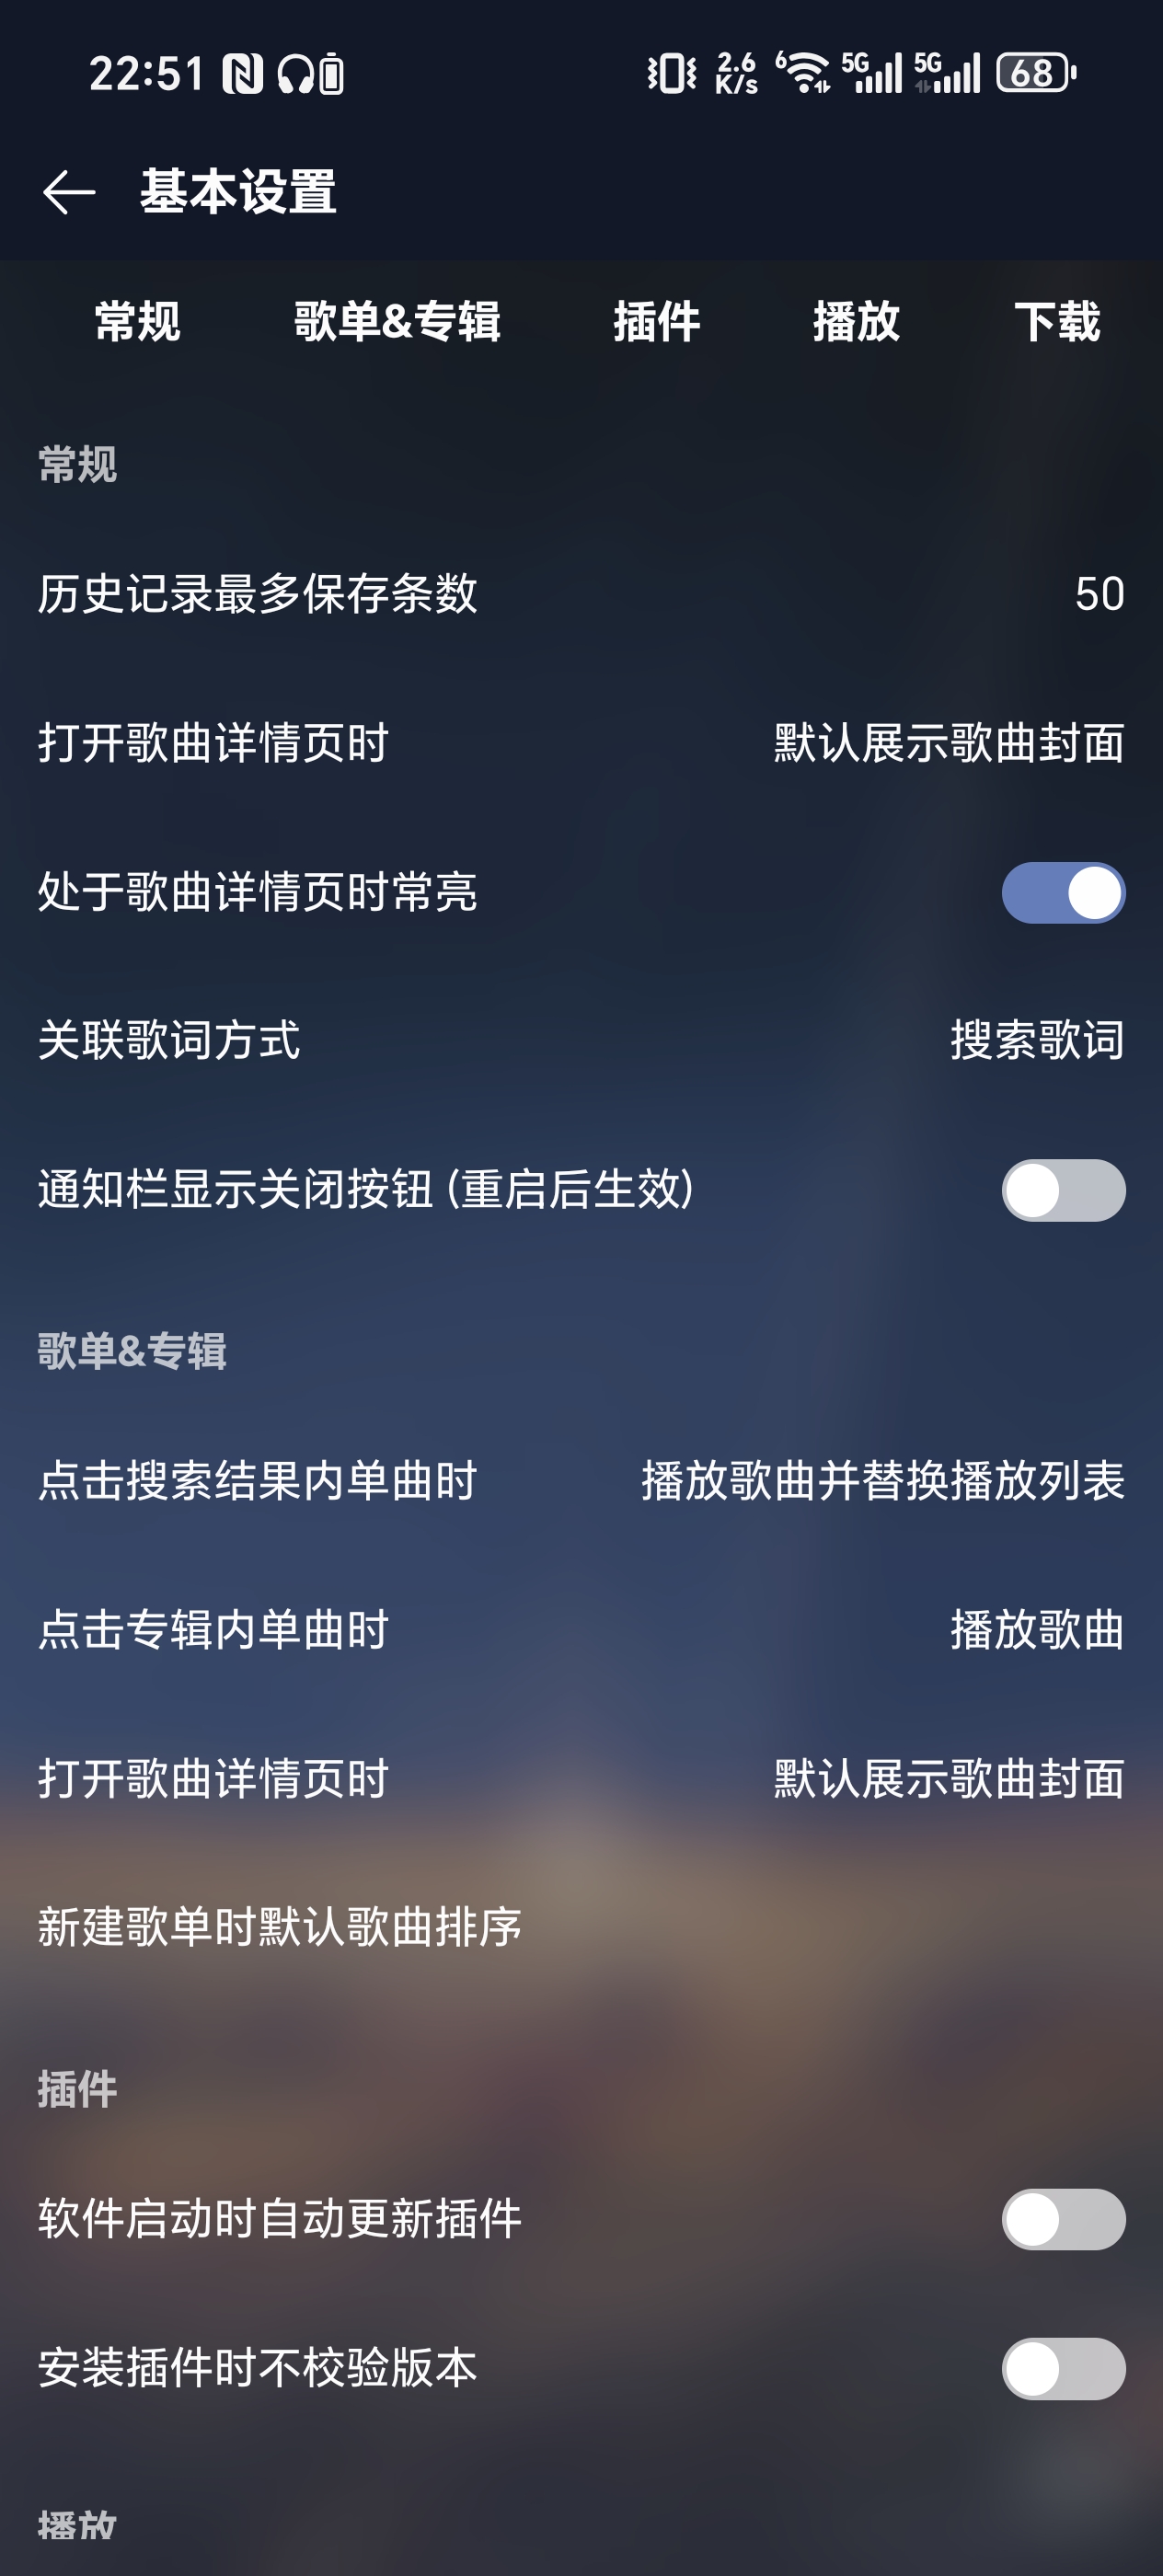 22:51 2.6 K/s 6 5G 5G 68
基本设置
常规 歌单&专辑 插件 播放 下载
常规
历史记录最多保存条数 50
打开歌曲详情页时 默认展示歌曲封面
处于歌曲详情页时常亮
关联歌词方式 搜索歌词
通知栏显示关闭按钮 (重启后生效)
歌单&专辑
点击搜索结果内单曲时 播放歌曲并替换播放列表
点击专辑内单曲时 播放歌曲
打开歌曲详情页时 默认展示歌曲封面
新建歌单时默认歌曲排序
插件
软件启动时自动更新插件
安装插件时不校验版本
播放